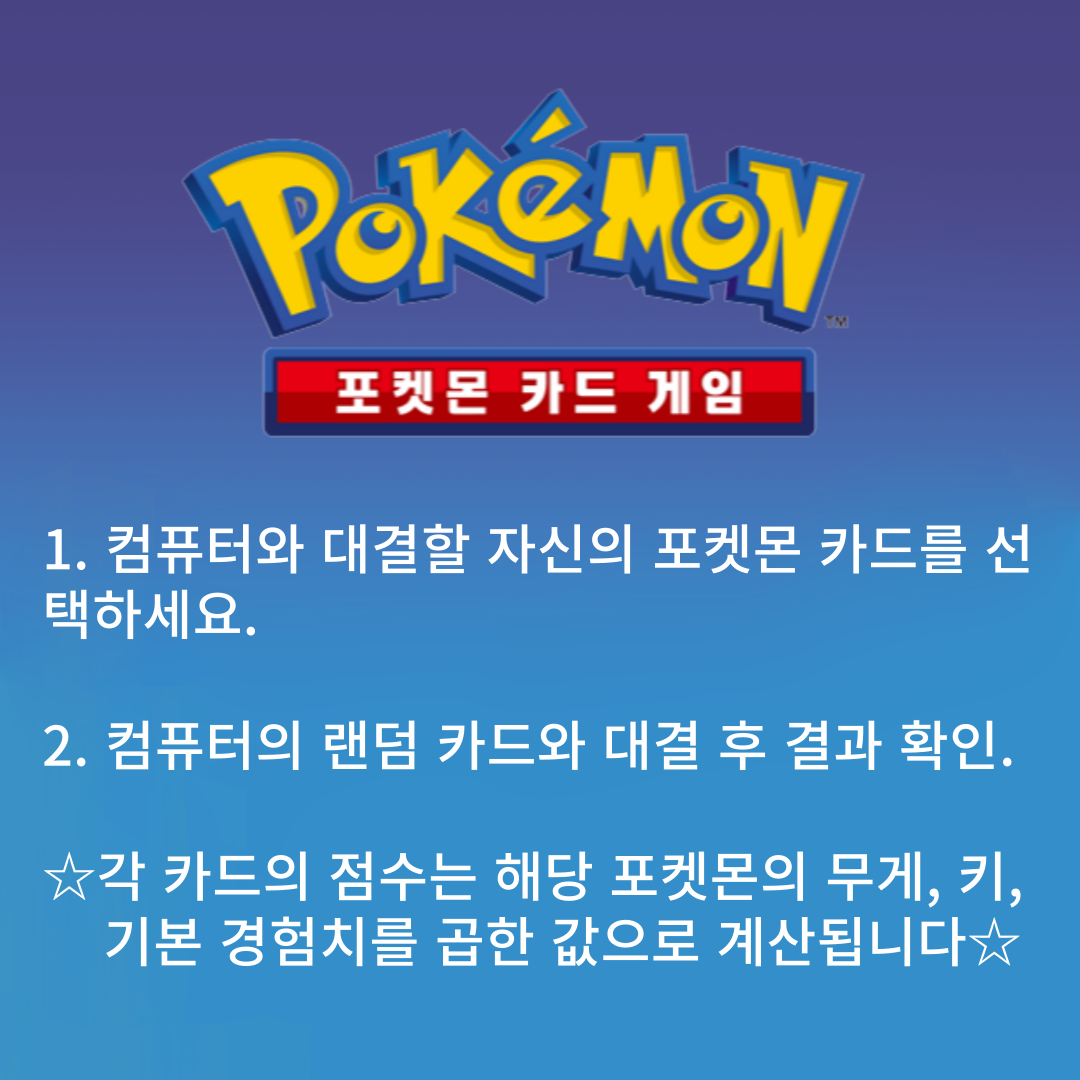 POKéMON
TM
포켓몬 카드 게임
1. 컴퓨터와 대결할 자신의 포켓몬 카드를 선
택하세요.
2. 컴퓨터의 랜덤 카드와 대결 후 결과 확인.
☆각 카드의 점수는 해당 포켓몬의 무게, 키,
기본 경험치를 곱한 값으로 계산됩니다☆